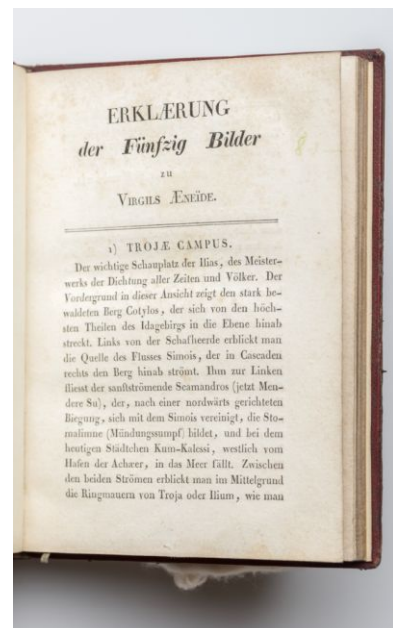 ERKLÆRUNG
der Fünfzig Bilder
zu
VIRGILS ÆNEÏDE.
8
1) TROJÆ CAMPUS.
Der wichtige Schauplatz der Ilias, des Meister-
werks der Dichtung aller Zeiten und Völker. Der
Vordergrund in dieser Ansicht zeigt den stark be-
waldeten Berg Cotylos, der sich von den höch-
sten Theilen des Idagebirgs in die Ebene hinab
streckt. Links von der Schafheerde erblickt man
die Quelle des Flusses Simois, der in Cascaden
rechts den Berg hinab strömt. Ihm zur Linken
fliesst der sanftströmende Scamandros (jetzt Men-
dere Su), der, nach einer nordwärts gerichteten
Biegung, sich mit dem Simois vereinigt, die Sto-
malimne (Mündungssumpf) bildet, und bei dem
heutigen Städtchen Kum-Kalessi, westlich vom
Hafen der Achæer, in das Meer fällt. Zwischen
den beiden Strömen erblickt man im Mittelgrund
die Ringmauern von Troja oder Ilium, wie man